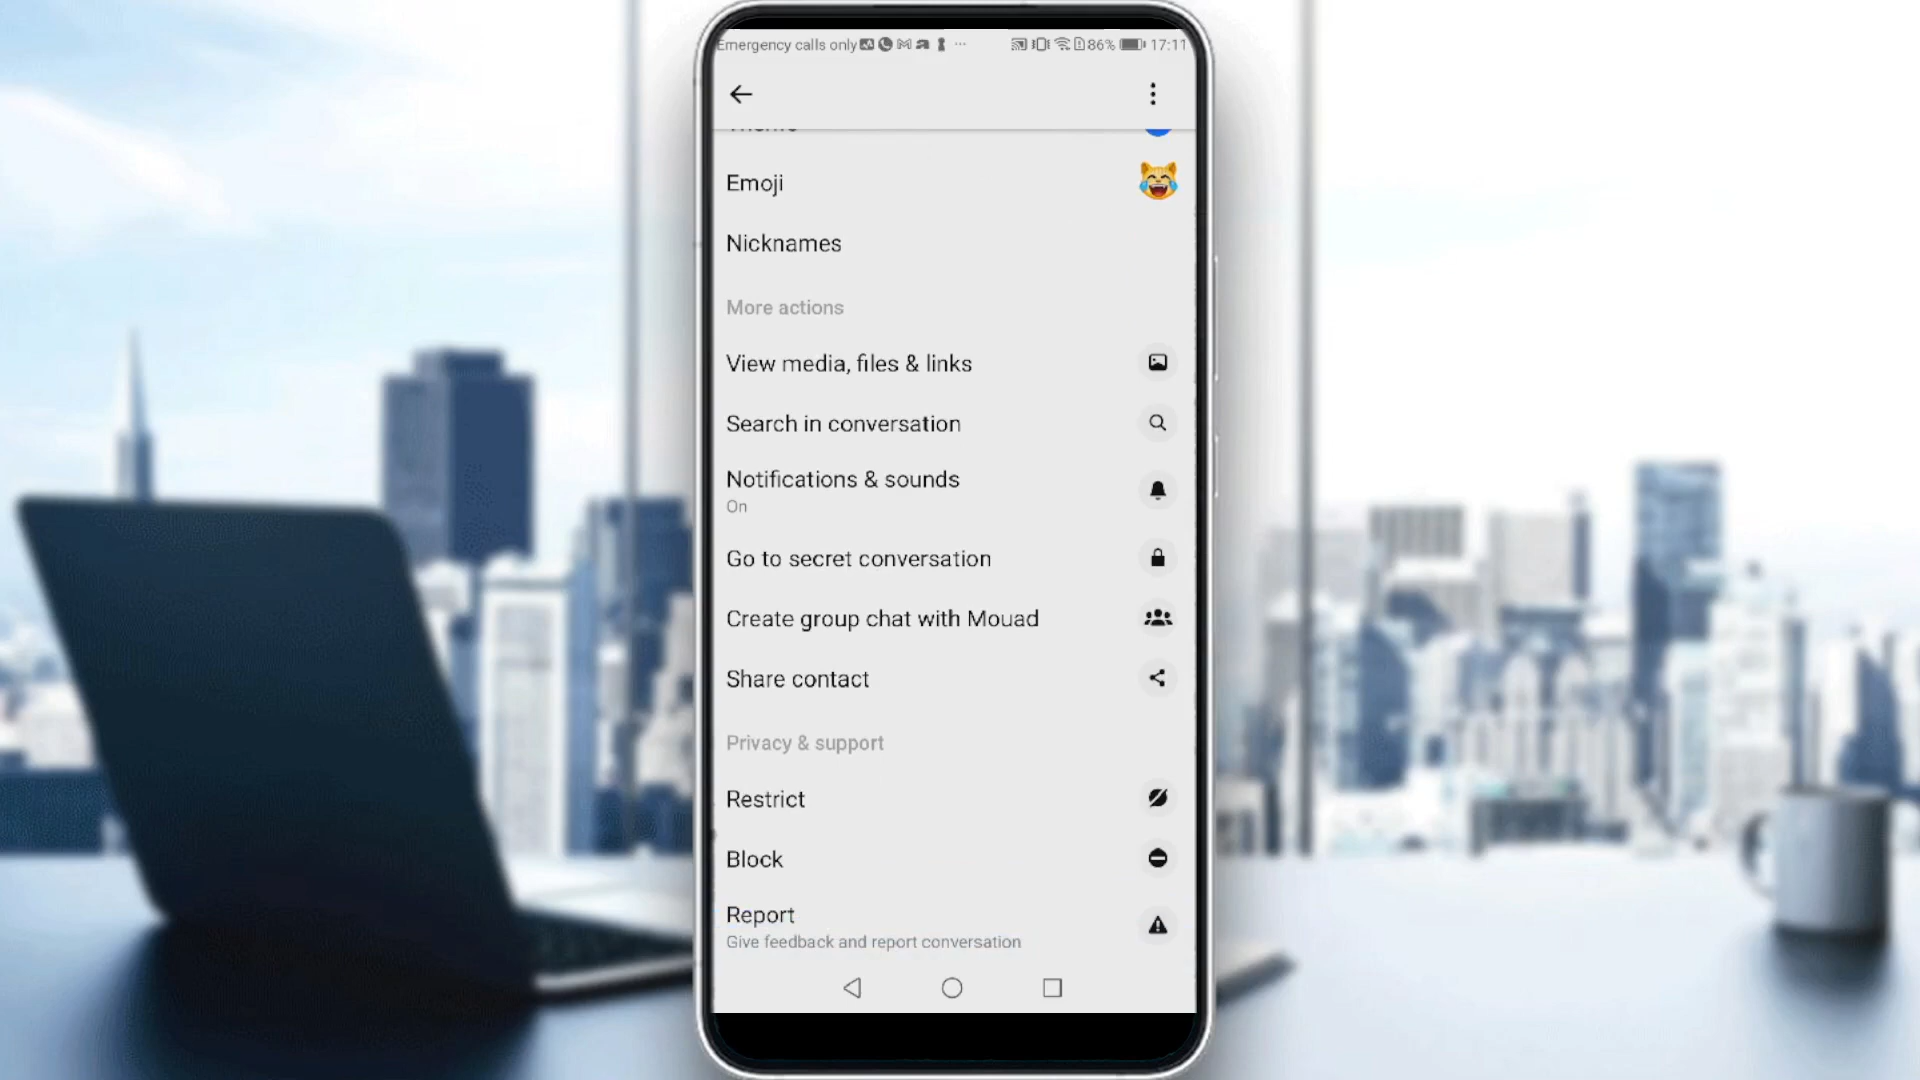 Emergency calls only ... 86% 17:11
Emoji
Nicknames
More actions
View media, files & links
Search in conversation
Notifications & sounds
On
Go to secret conversation
Create group chat with Mouad
Share contact
Privacy & support
Restrict
Block
Report
Give feedback and report conversation